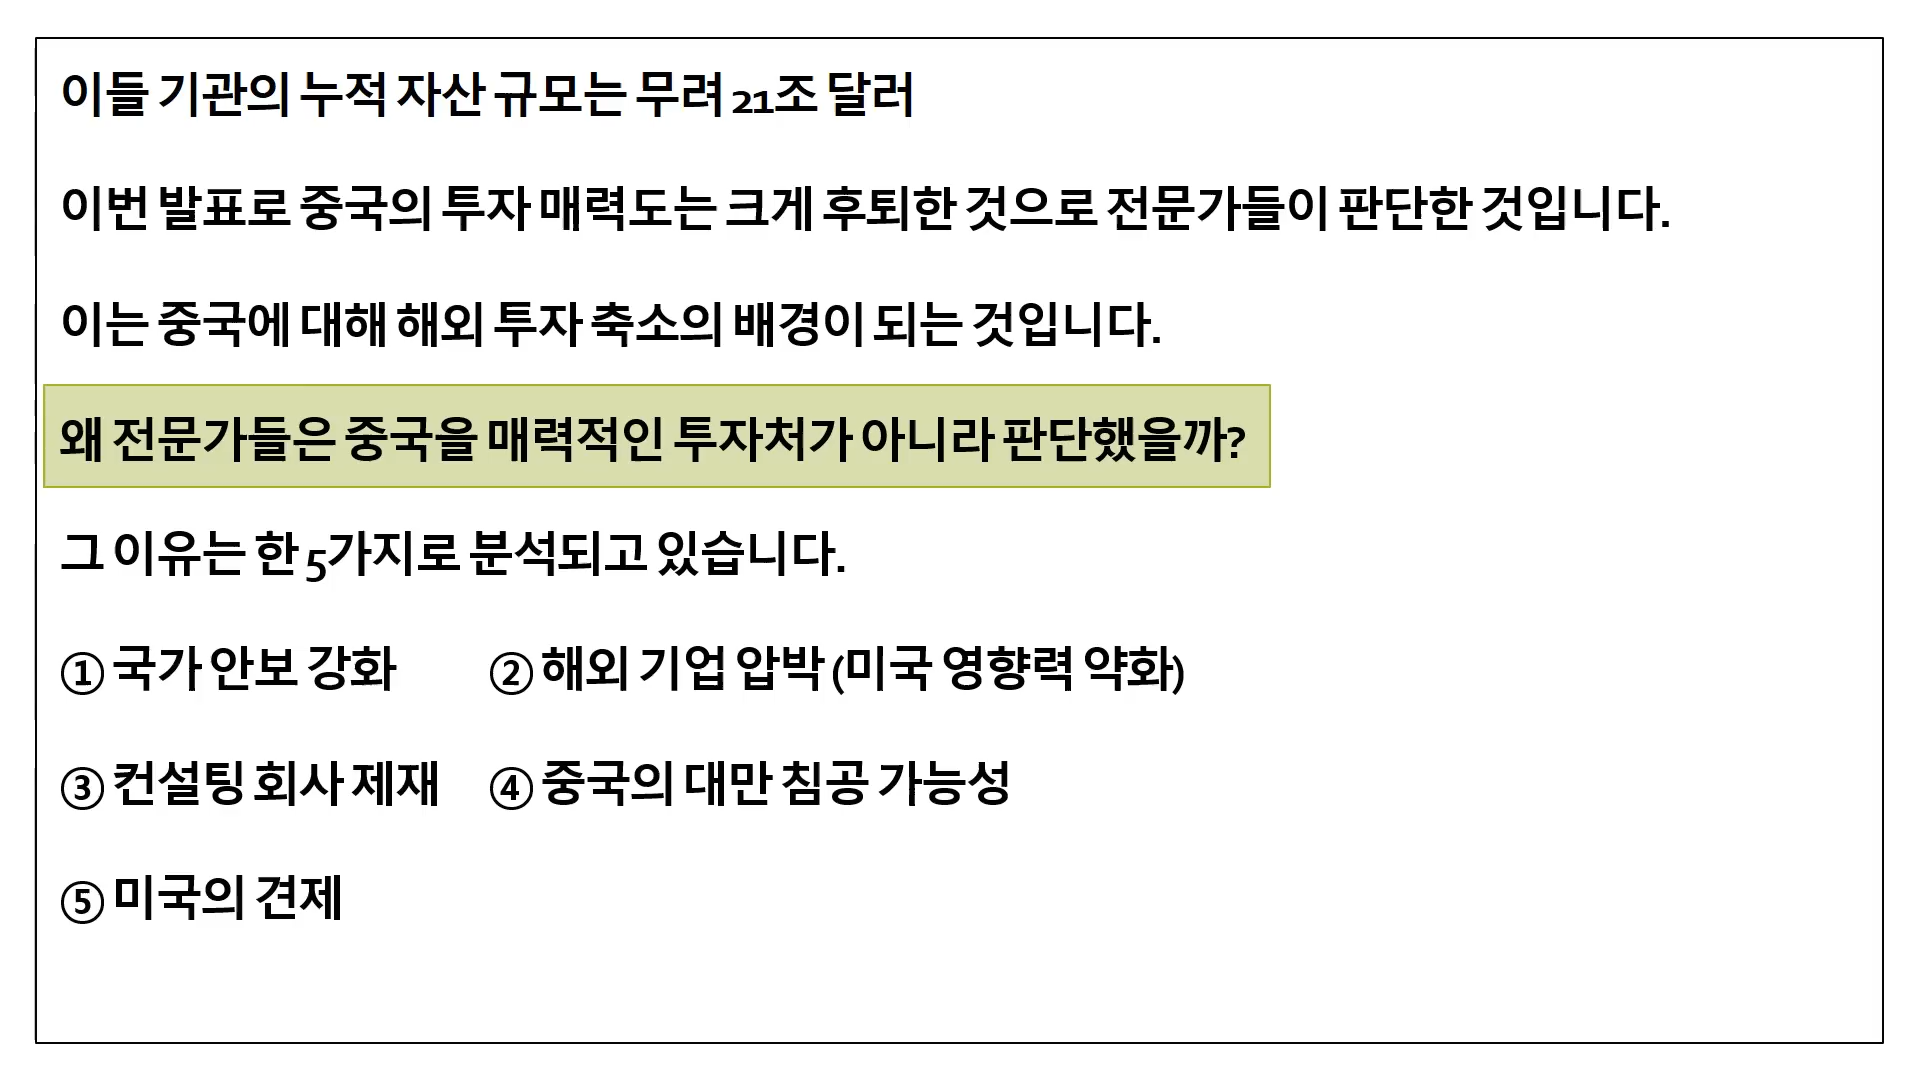 이들 기관의 누적 자산 규모는 무려 21조 달러
이번 발표로 중국의 투자 매력도는 크게 후퇴한 것으로 전문가들이 판단한 것입니다.
이는 중국에 대해 해외 투자 축소의 배경이 되는 것입니다.
왜 전문가들은 중국을 매력적인 투자처가 아니라 판단했을까?
그 이유는 한 5가지로 분석되고 있습니다.
① 국가 안보 강화 ② 해외 기업 압박 (미국 영향력 약화)
③ 컨설팅 회사 제재 ④ 중국의 대만 침공 가능성
⑤ 미국의 견제